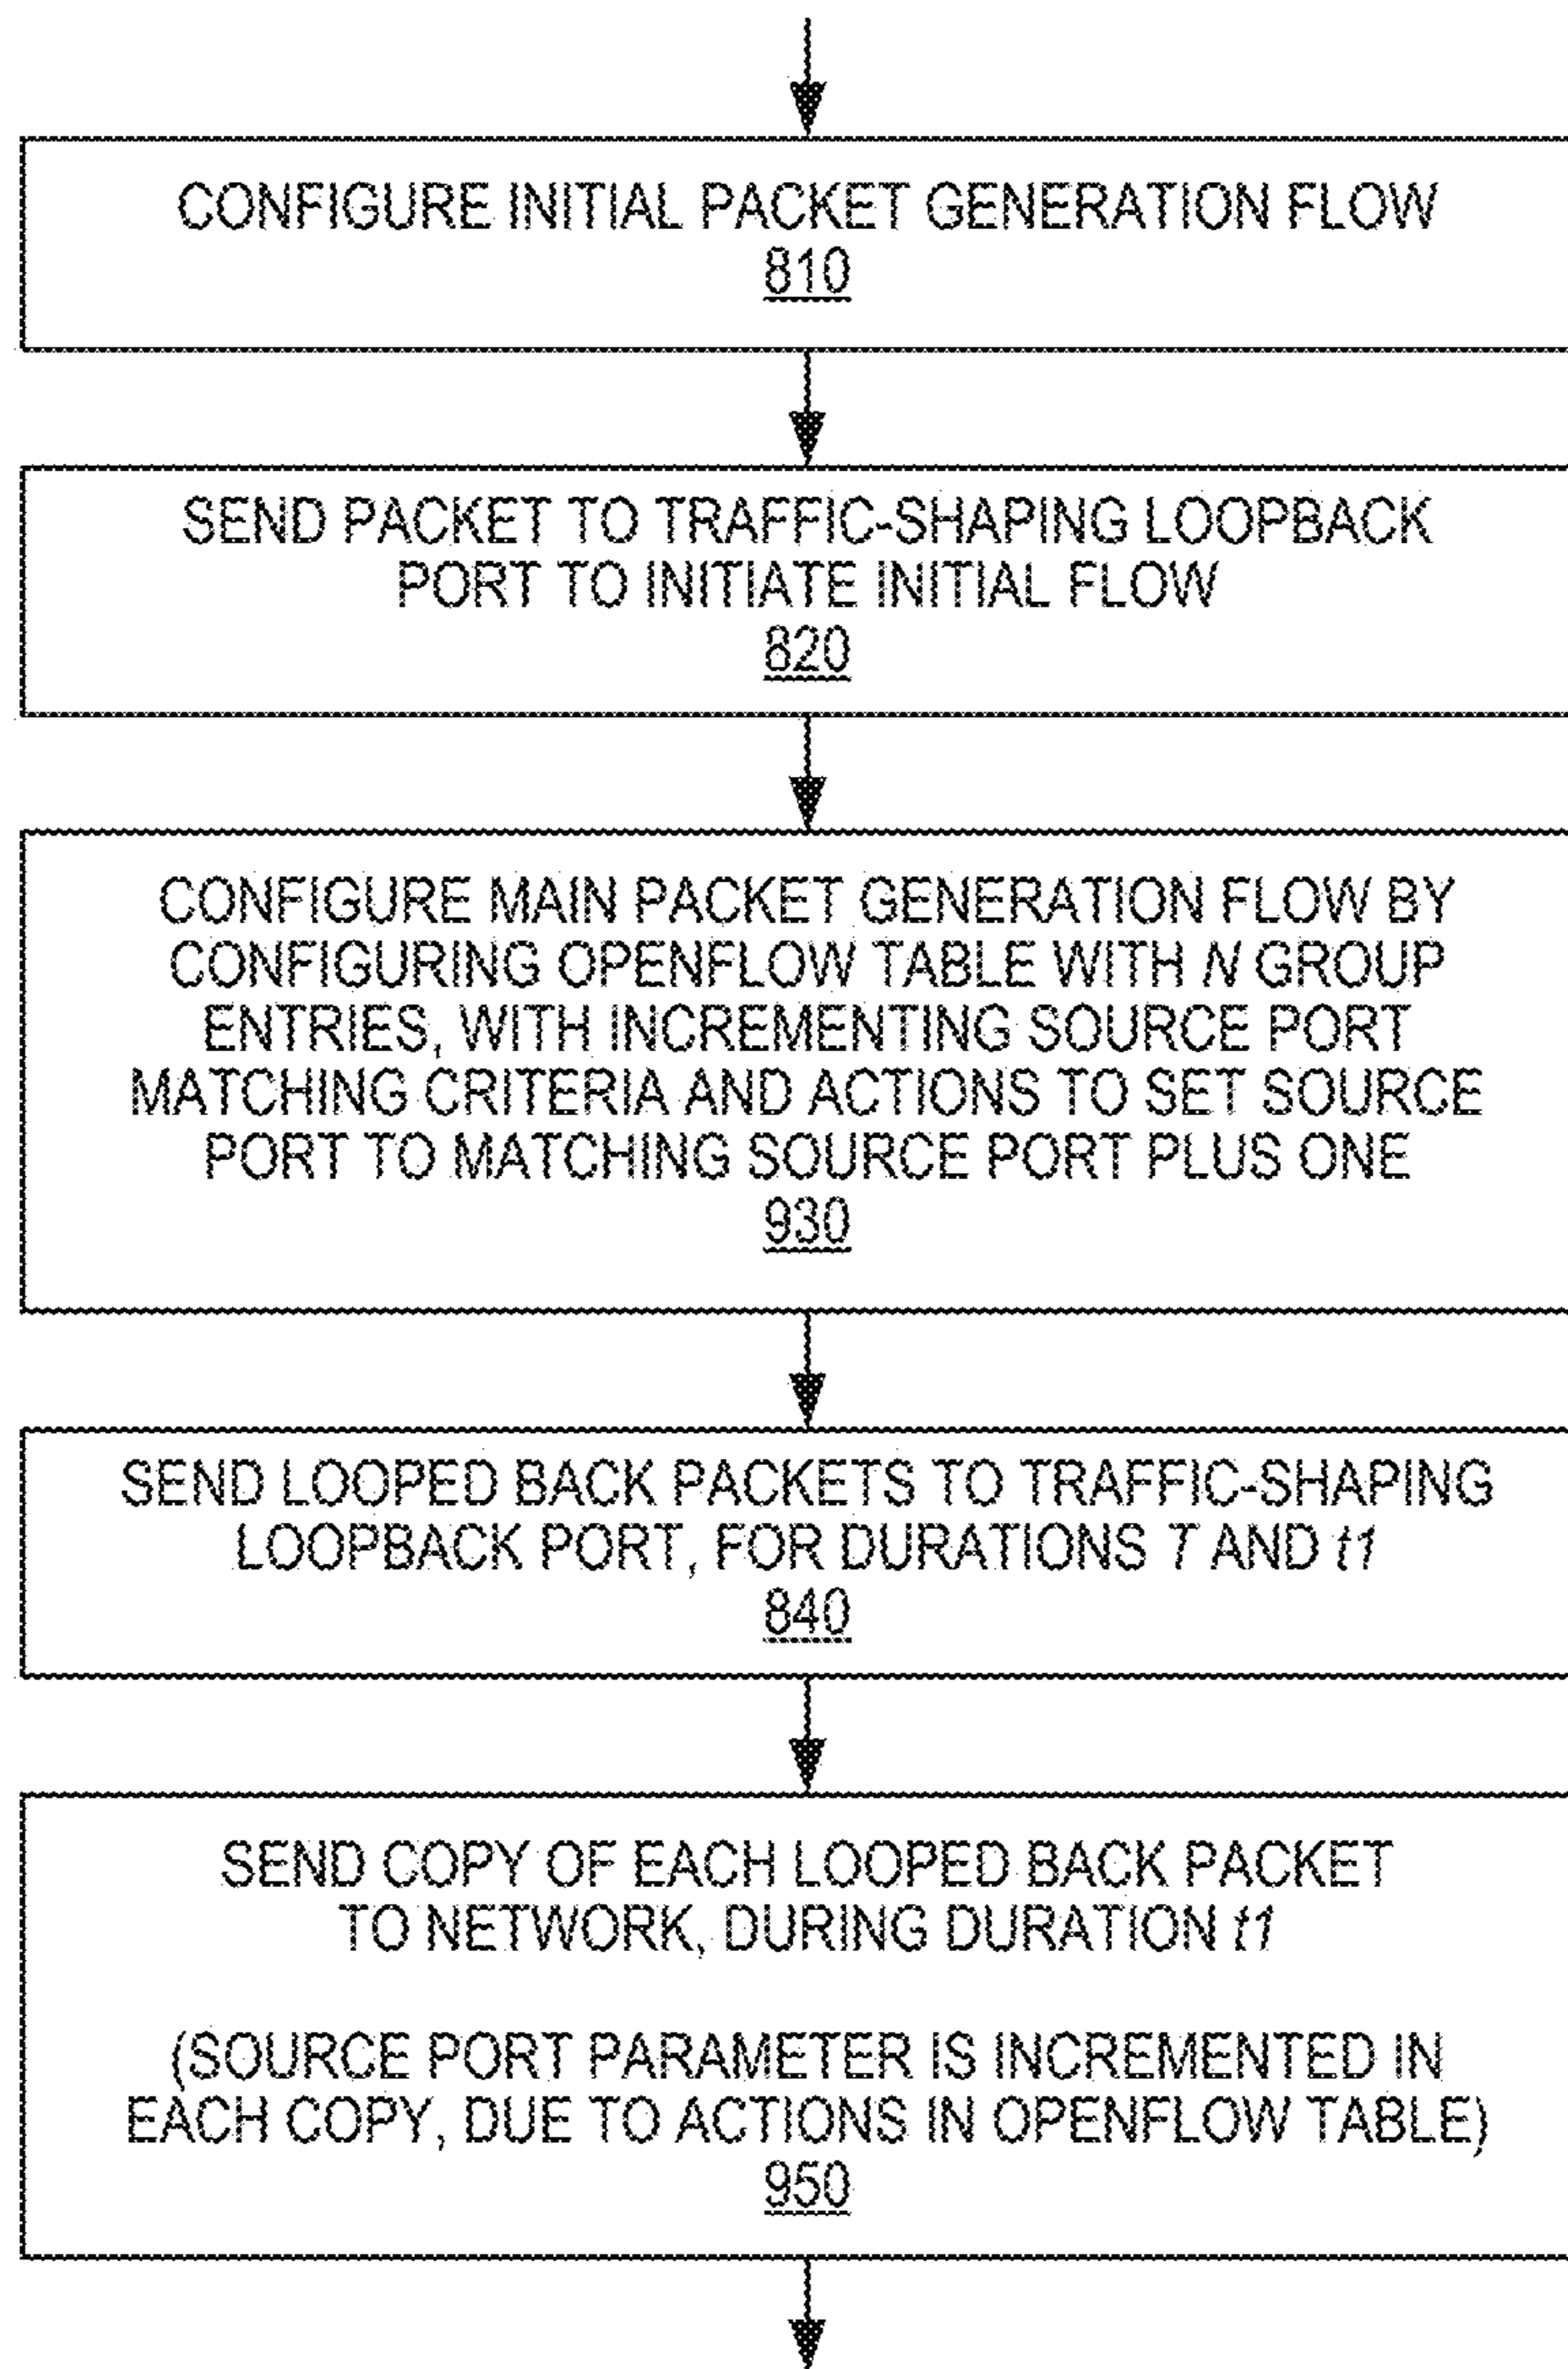 CONFIGURE INITIAL PACKET GENERATION FLOW
810
SEND PACKET TO TRAFFIC-SHAPING LOOPBACK
PORT TO INITIATE INITIAL FLOW
820
CONFIGURE MAIN PACKET GENERATION FLOW BY
CONFIGURING OPENFLOW TABLE WITH N GROUP
ENTRIES, WITH INCREMENTING SOURCE PORT
MATCHING CRITERIA AND ACTIONS TO SET SOURCE
PORT TO MATCHING SOURCE PORT PLUS ONE
930
SEND LOOPED BACK PACKETS TO TRAFFIC-SHAPING
LOOPBACK PORT, FOR DURATIONS T AND t1
840
SEND COPY OF EACH LOOPED BACK PACKET
TO NETWORK, DURING DURATION t1
(SOURCE PORT PARAMETER IS INCREMENTED IN
EACH COPY, DUE TO ACTIONS IN OPENFLOW TABLE)
950